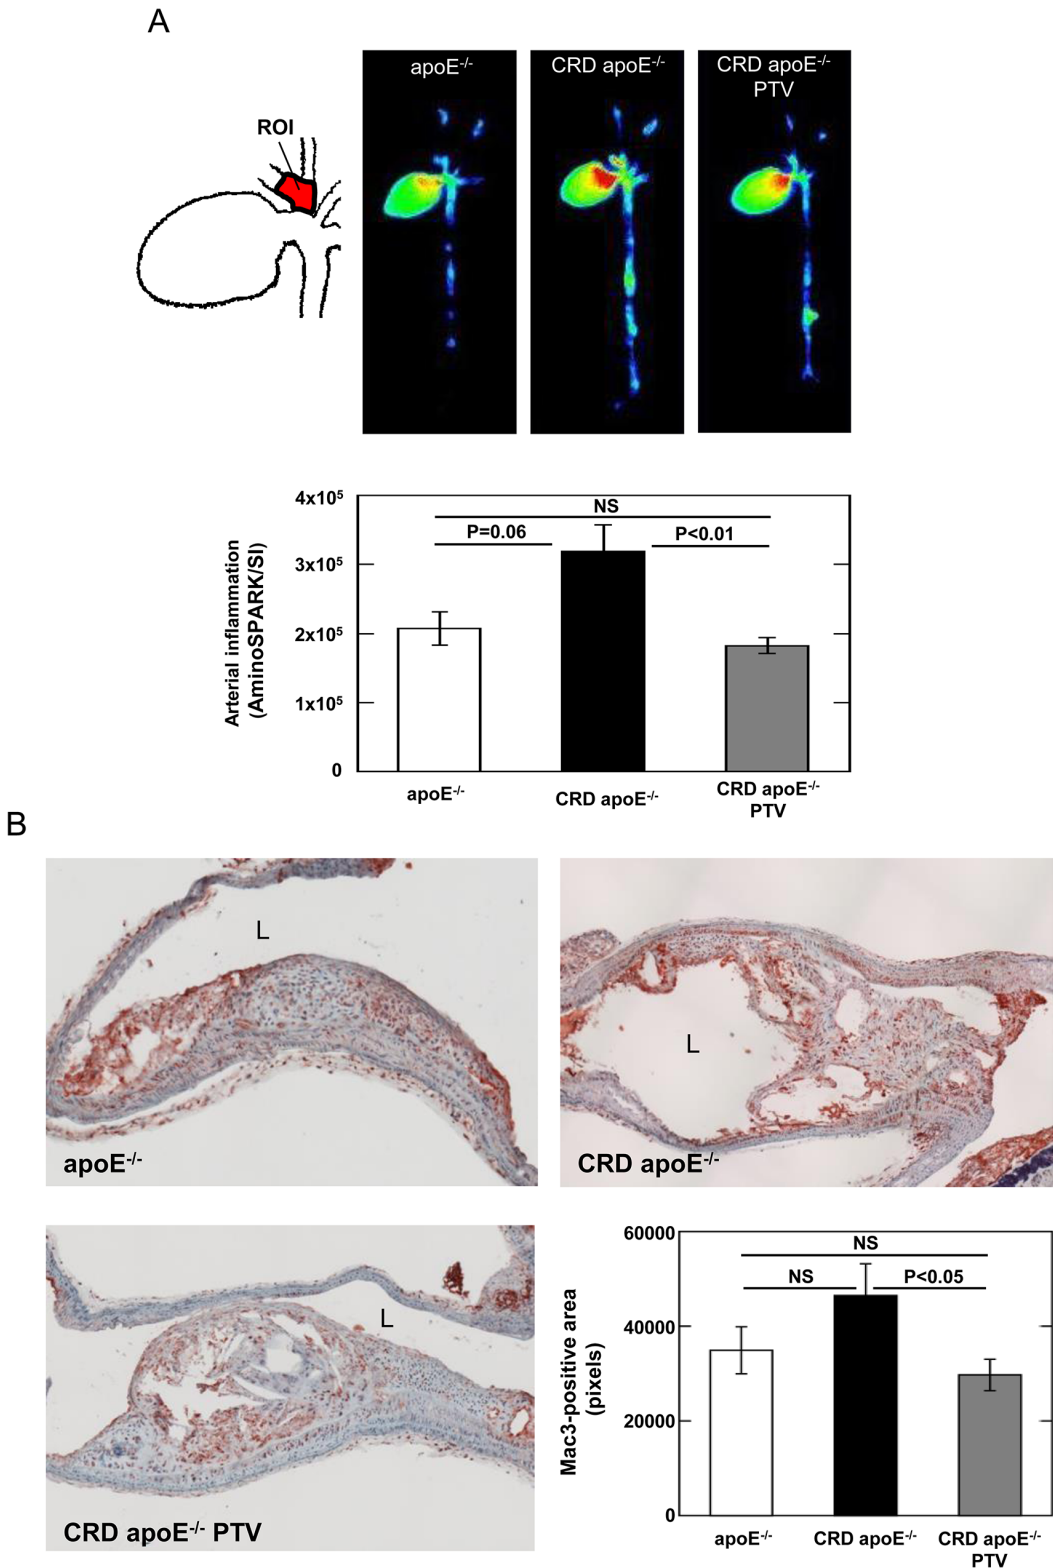 A
apoE-/-
CRD apoE-/-
CRD apoE-/-
PTV
ROI
4x10⁵
3x10⁵
2x10⁵
1x10⁵
0
Arterial inflammation
(AminoSPARK/SI)
NS
P=0.06
P<0.01
apoE-/-
CRD apoE-/-
CRD apoE-/-
PTV
B
L
apoE-/-
L
CRD apoE-/-
L
CRD apoE-/- PTV
60000
40000
20000
0
Mac3-positive area
(pixels)
NS
NS
P<0.05
apoE-/-
CRD apoE-/-
CRD apoE-/-
PTV